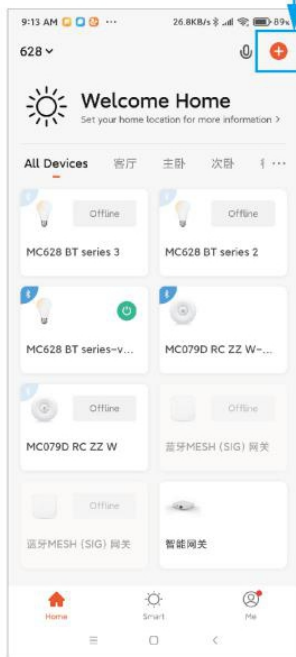 9:13 AM ··· 26.8KB/s 89%
628
Welcome Home
Set your home location for more information >
All Devices 客厅 主卧 次卧 ···
Offline Offline
MC628 BT series 3 MC628 BT series 2
MC628 BT series-v... MC079D RC ZZ W-...
Offline Offline
MC079D RC ZZ W 蓝牙MESH (SIG) 网关
Offline
蓝牙MESH (SIG) 网关 智能网关
Home Smart Me